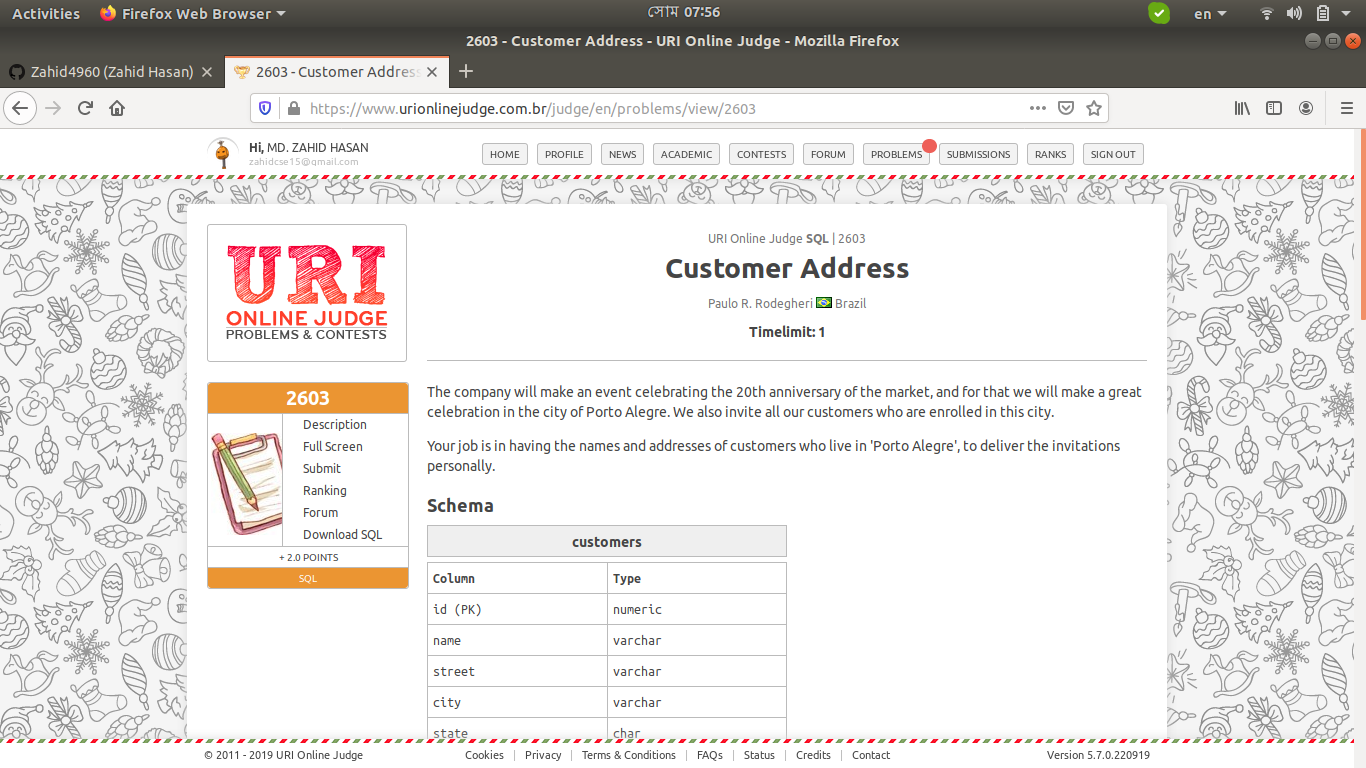 Activities
Firefox Web Browser
সোম 07:56
en
2603 - Customer Address - URI Online Judge - Mozilla Firefox
Zahid4960 (Zahid Hasan)
2603 - Customer Address
https://www.urionlinejudge.com.br/judge/en/problems/view/2603
Hi, MD. ZAHID HASAN
zahidcse15@gmail.com
HOME
PROFILE
NEWS
ACADEMIC
CONTESTS
FORUM
PROBLEMS
SUBMISSIONS
RANKS
SIGN OUT
URI
ONLINE JUDGE
PROBLEMS & CONTESTS
2603
Description
Full Screen
Submit
Ranking
Forum
Download SQL
+ 2.0 POINTS
SQL
URI Online Judge SQL | 2603
Customer Address
Paulo R. Rodegheri Brazil
Timelimit: 1
The company will make an event celebrating the 20th anniversary of the market, and for that we will make a great
celebration in the city of Porto Alegre. We also invite all our customers who are enrolled in this city.
Your job is in having the names and addresses of customers who live in 'Porto Alegre', to deliver the invitations
personally.
Schema
customers
Column Type
id (PK) numeric
name varchar
street varchar
city varchar
state char
© 2011 - 2019 URI Online Judge
Cookies | Privacy | Terms & Conditions | FAQs | Status | Credits | Contact
Version 5.7.0.220919